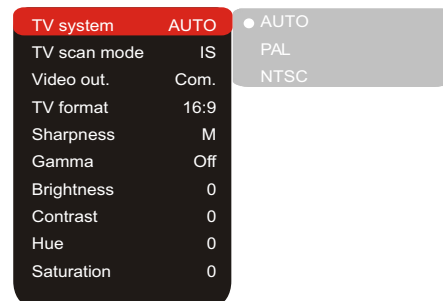 TV system AUTO
TV scan mode IS
Video out. Com.
TV format 16:9
Sharpness M
Gamma Off
Brightness 0
Contrast 0
Hue 0
Saturation 0
AUTO
PAL
NTSC